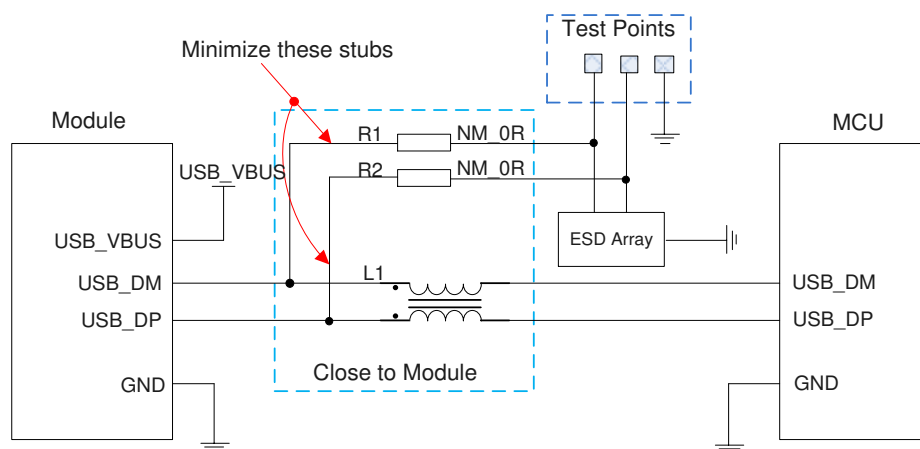 Minimize these stubs
Test Points
Module
MCU
R1
NM_0R
R2
NM_0R
USB_VBUS
ESD Array
USB_VBUS
USB_DM
L1
USB_DM
USB_DP
USB_DP
Close to Module
GND
GND